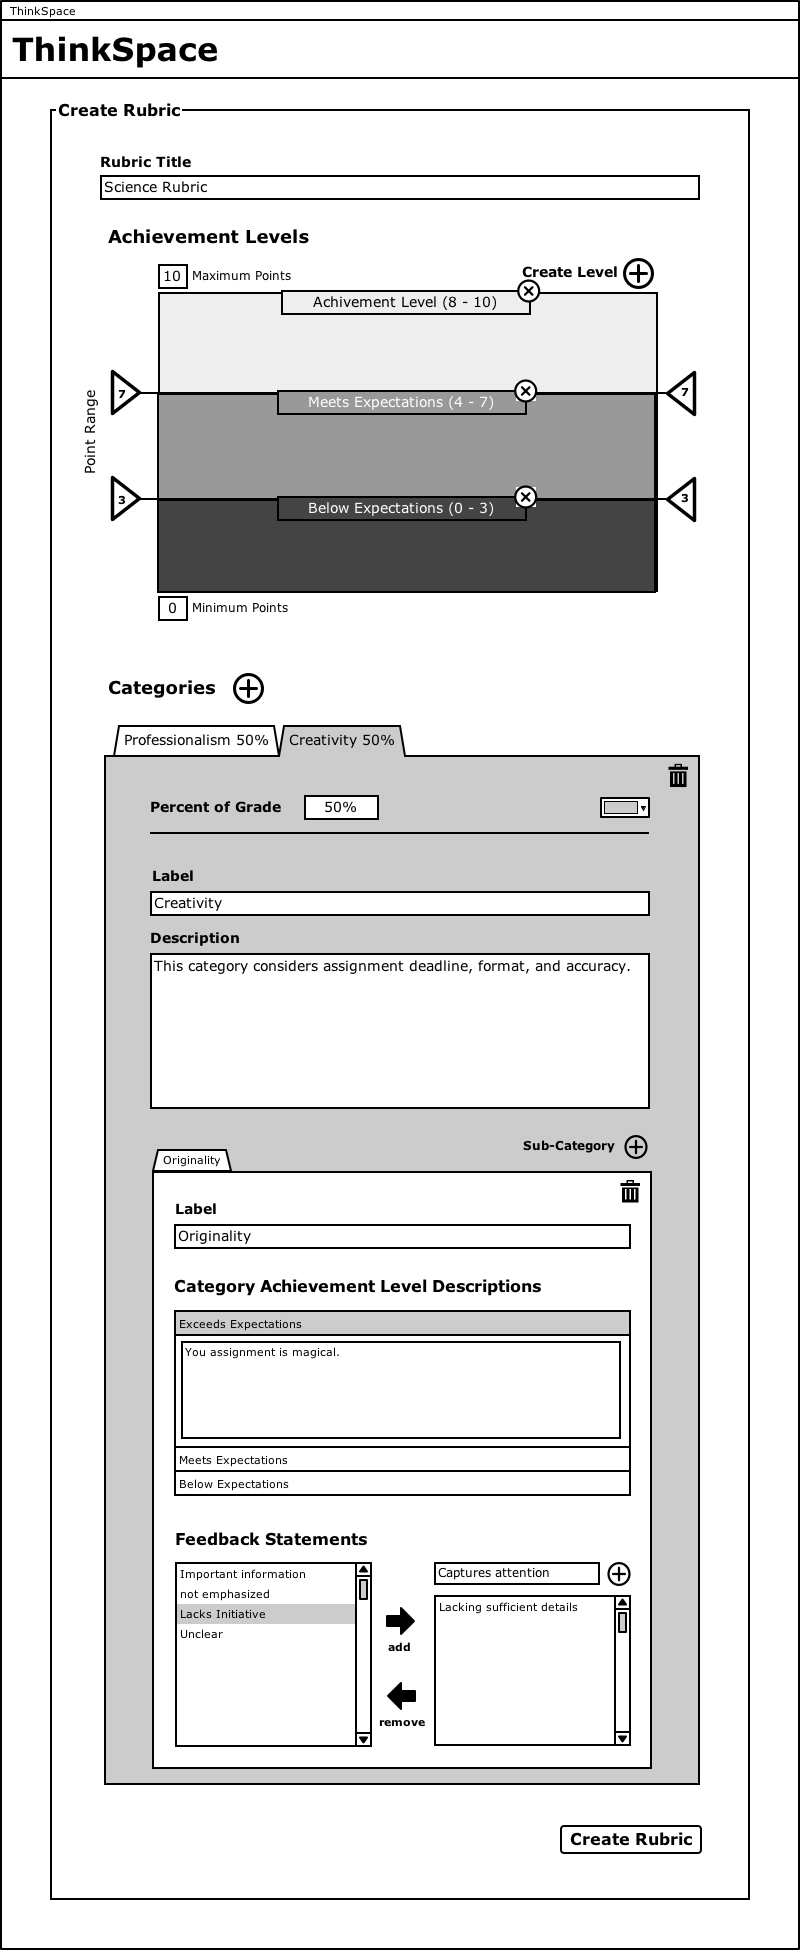 ThinkSpace
ThinkSpace
Create Rubric
Rubric Title
Science Rubric
Achievement Levels
10 Maximum Points
Create Level
Achivement Level (8 - 10)
7
Meets Expectations (4 - 7)
7
Point Range
3
Below Expectations (0 - 3)
3
0 Minimum Points
Categories
Professionalism 50% Creativity 50%
Percent of Grade 50%
Label
Creativity
Description
This category considers assignment deadline, format, and accuracy.
Sub-Category
Originality
Label
Originality
Category Achievement Level Descriptions
Exceeds Expectations
You assignment is magical.
Meets Expectations
Below Expectations
Feedback Statements
Important information
not emphasized
Lacks Initiative
Unclear
add
remove
Captures attention
Lacking sufficient details
Create Rubric